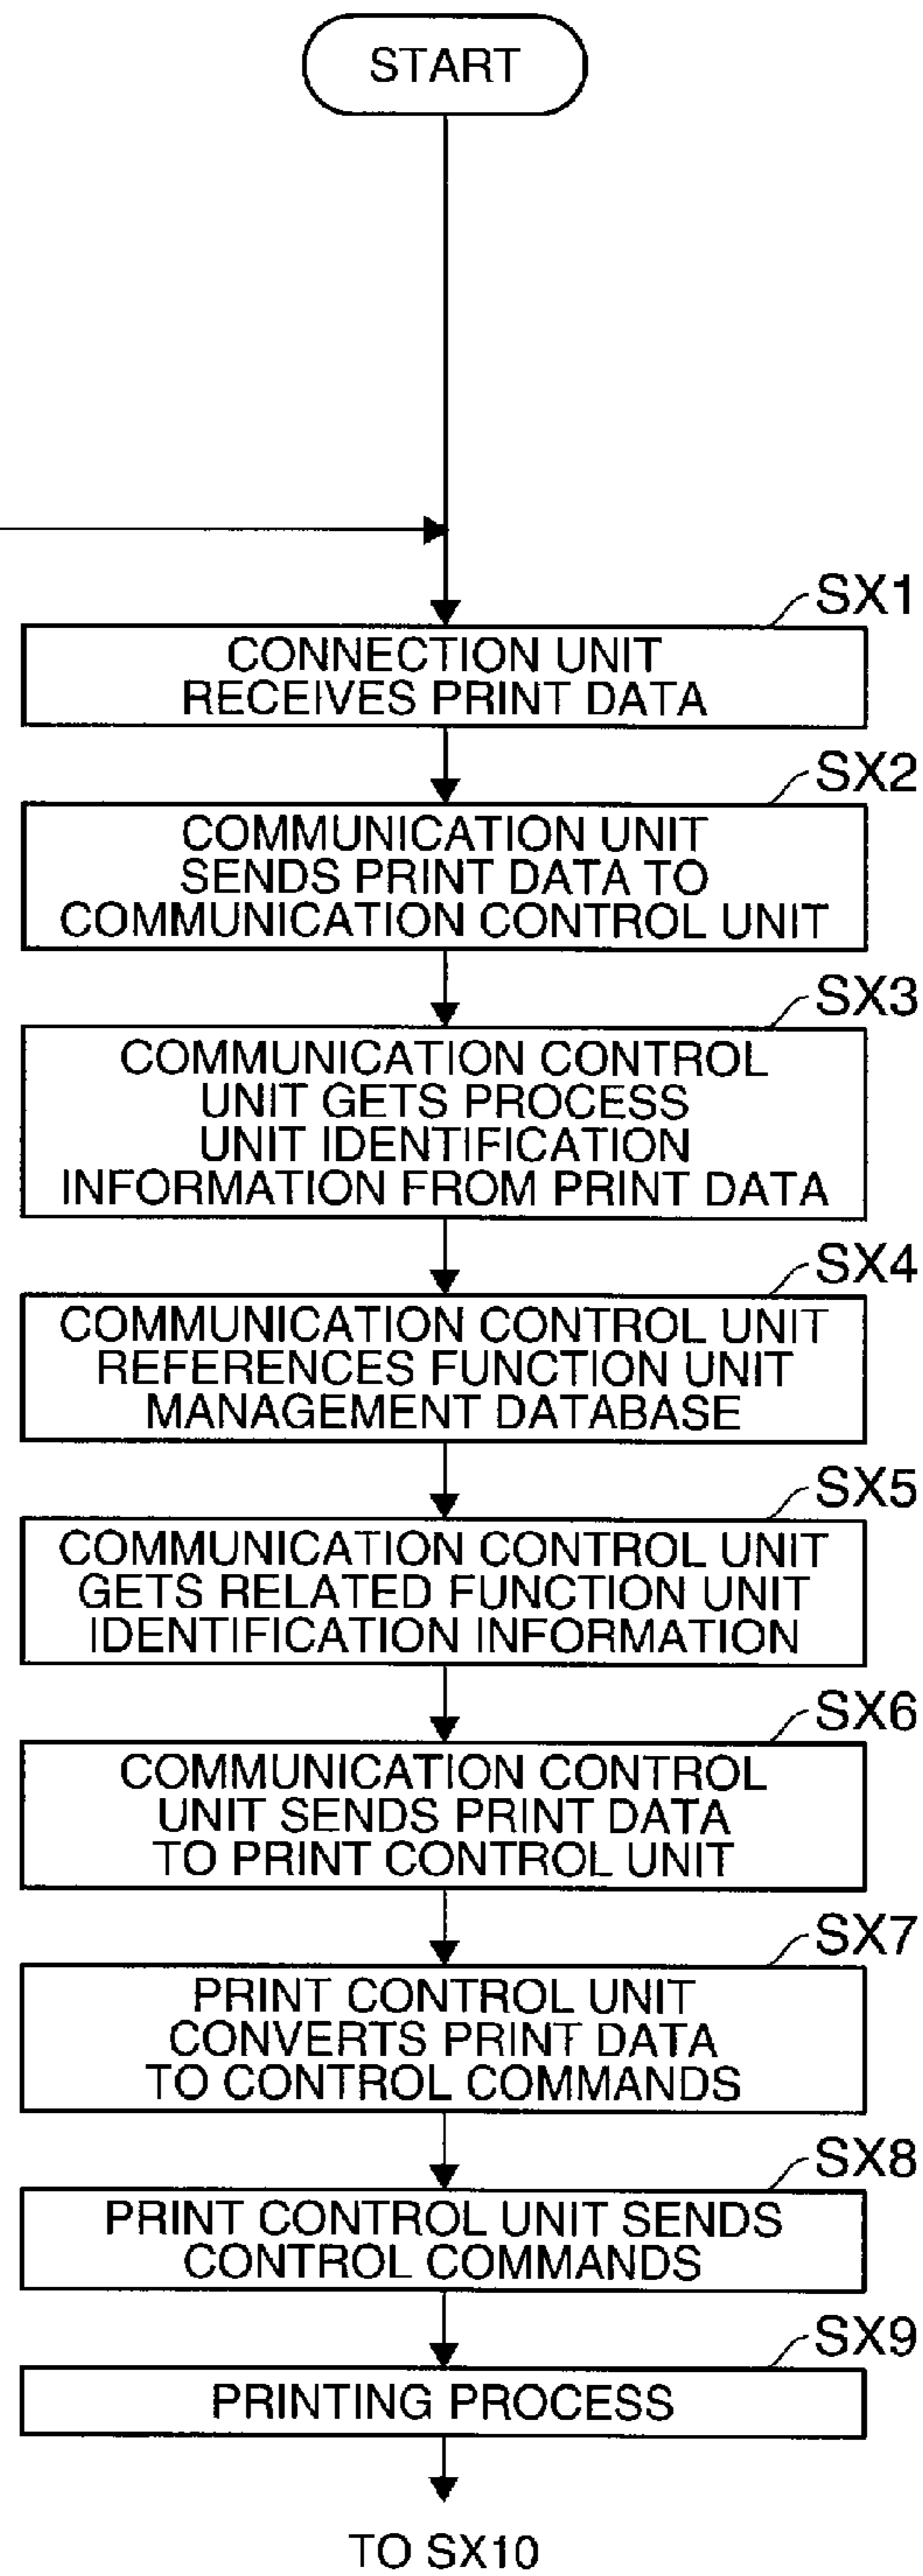 START
SX1
CONNECTION UNIT
RECEIVES PRINT DATA
SX2
COMMUNICATION UNIT
SENDS PRINT DATA TO
COMMUNICATION CONTROL UNIT
SX3
COMMUNICATION CONTROL
UNIT GETS PROCESS
UNIT IDENTIFICATION
INFORMATION FROM PRINT DATA
SX4
COMMUNICATION CONTROL UNIT
REFERENCES FUNCTION UNIT
MANAGEMENT DATABASE
SX5
COMMUNICATION CONTROL UNIT
GETS RELATED FUNCTION UNIT
IDENTIFICATION INFORMATION
SX6
COMMUNICATION CONTROL
UNIT SENDS PRINT DATA
TO PRINT CONTROL UNIT
SX7
PRINT CONTROL UNIT
CONVERTS PRINT DATA
TO CONTROL COMMANDS
SX8
PRINT CONTROL UNIT SENDS
CONTROL COMMANDS
SX9
PRINTING PROCESS
TO SX10